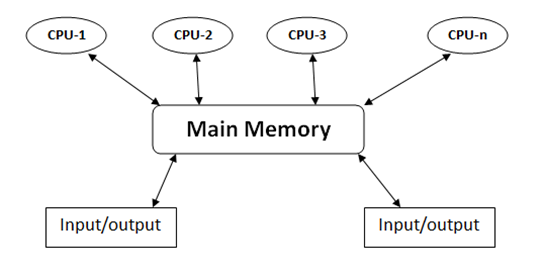 CPU-1
CPU-2
CPU-3
CPU-n
Main Memory
Input/output
Input/output